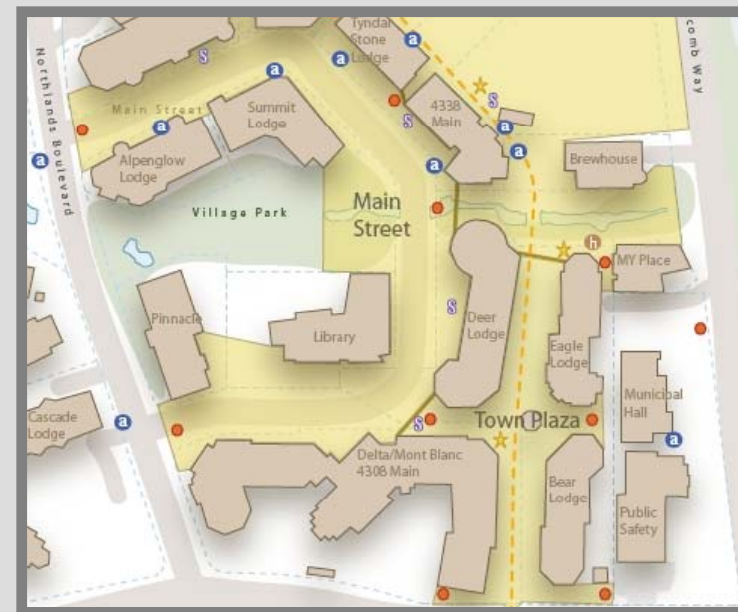 Tyndal
Stone
Lodge
4338
Main
Main Street
Summit
Lodge
Alpenglow
Lodge
Brewhouse
Northlands Boulevard
comb Way
Village Park
Main
Street
MY Place
Pinnacle
Library
Deer
Lodge
Eagle
Lodge
Municipal
Hall
Cascade
Lodge
Town Plaza
Delta/Mont Blanc
4308 Main
Bear
Lodge
Public
Safety
a
a
a
a
a
a
a
a
a
a
S
S
S
S
S
h